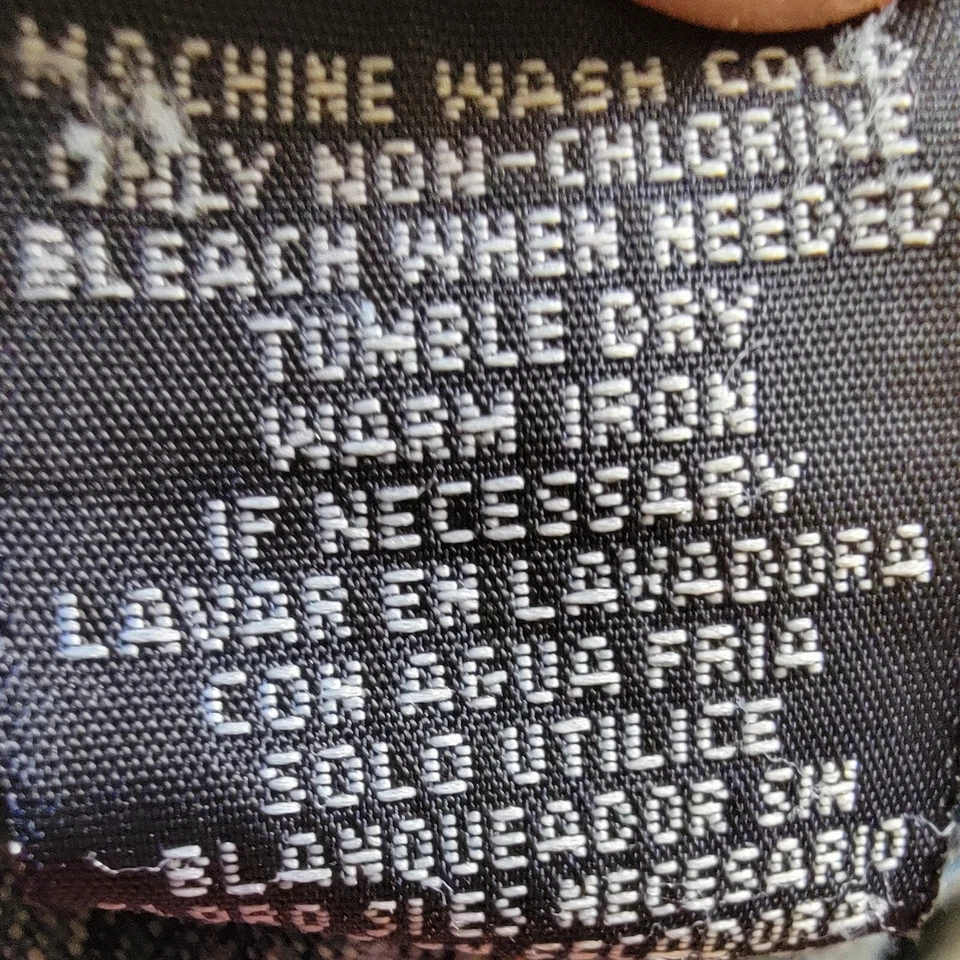 MACHINE WASH COLD
ONLY NON-CHLORINE
BLEACH WHEN NEEDED
TUMBLE DRY
WARM IRON
IF NECESSARY
LAVAR EN LAVADORA
CON AGUA FRIA
SOLO UTILICE
BLANQUEADOR SIN
SI ES NECESARIO